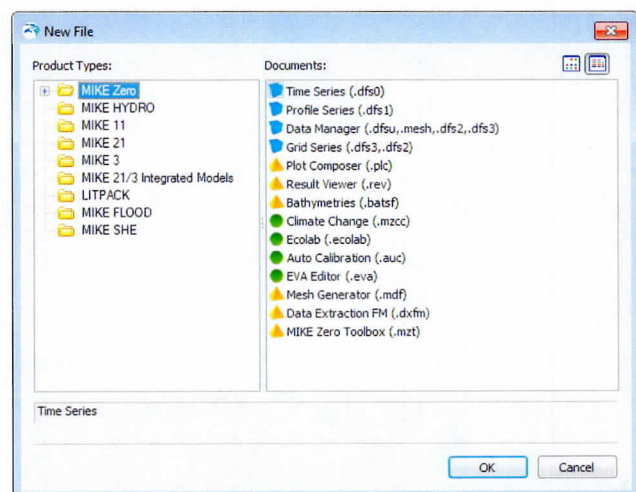 New File
Product Types:
Documents:
MIKE Zero
MIKE HYDRO
MIKE 11
MIKE 21
MIKE 3
MIKE 21/3 Integrated Models
LITPACK
MIKE FLOOD
MIKE SHE
Time Series (.dfs0)
Profile Series (.dfs1)
Data Manager (.dfsu,.mesh,.dfs2,.dfs3)
Grid Series (.dfs3,.dfs2)
Plot Composer (.plc)
Result Viewer (.rev)
Bathymetries (.batsf)
Climate Change (.mzcc)
Ecolab (.ecolab)
Auto Calibration (.auc)
EVA Editor (.eva)
Mesh Generator (.mdf)
Data Extraction FM (.dxfm)
MIKE Zero Toolbox (.mzt)
Time Series
OK
Cancel